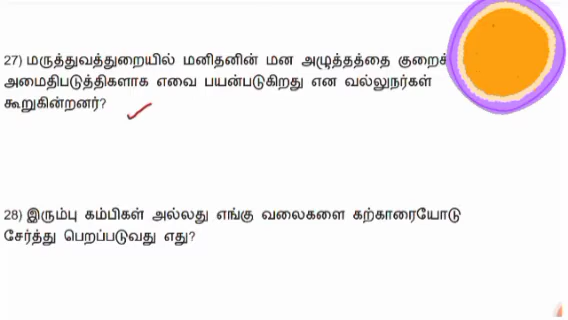 27) மருத்துவத்துறையில் மனிதனின் மன அழுத்தத்தை
அமைதிபடுத்திகளாக எவை பயன்படுகிறது என வல்லுநர்கள்
கூறுகின்றனர்?
28) இரும்பு கம்பிகள் அல்லது எங்கு வலைகளை கற்காரையோடு
சேர்த்து பெறப்படுவது எது?